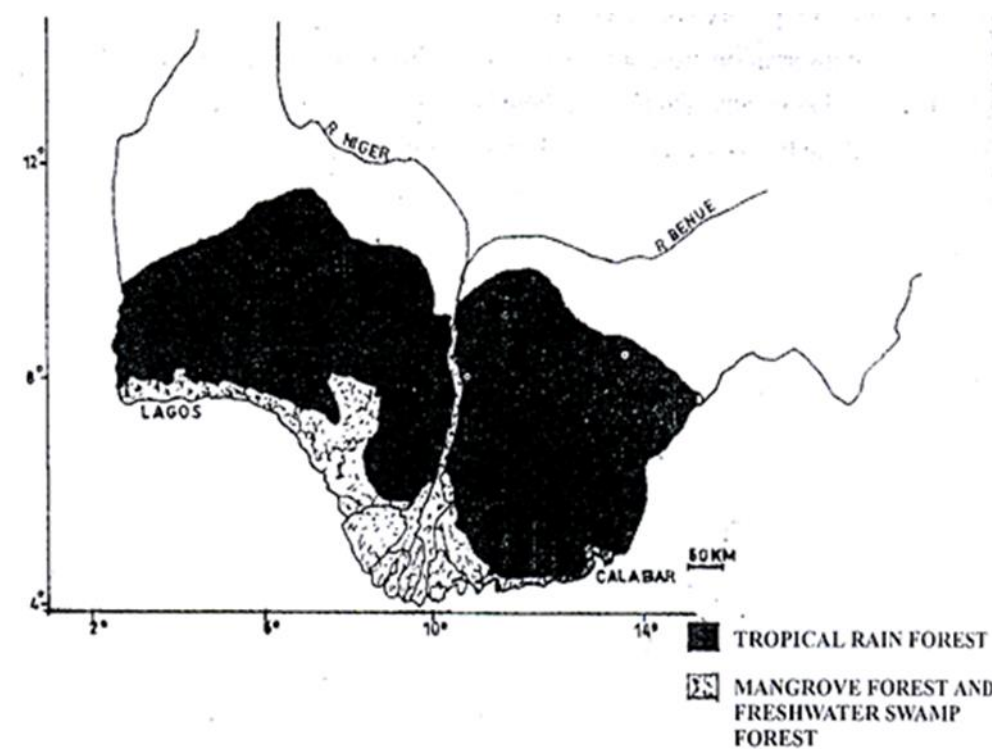 R NIGER
12°
R BENUE
8°
LAGOS
50KM
CALABAR
4°
2°
6°
10°
14°
TROPICAL RAIN FOREST
MANGROVE FOREST AND
FRESHWATER SWAMP
FOREST